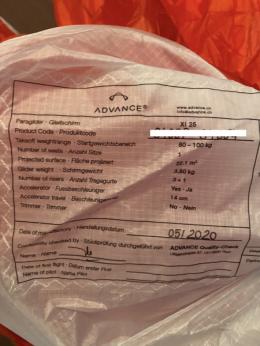 ADVANCE
www.advance.ch
info@advance.ch
Paraglider - Gleitschirm XI 25
Product Code - Produktcode
Takeoff weightrange - Startgewichtsbereich 80 - 100 kg
Number of seats - Anzahl Sitze 1
Projected surface - Fläche projiziert 22.1 m²
Glider weight - Schirmgewicht 3.80 kg
Number of risers - Anzahl Tragegurte 3 + 1
Accelerator - Fussbeschleuniger Yes - Ja
Accelerator travel - Beschleunigerweg 14 cm
Trimmer - Trimmer No - Nein
Date of manufacturing - Herstellungsdatum 05/2020
Conformity checked by - Stückprüfung durchgeführt von ADVANCE Quality-Check
Name - Name
Date of first flight - Datum erster Flug
Name of pilot - Name Pilot